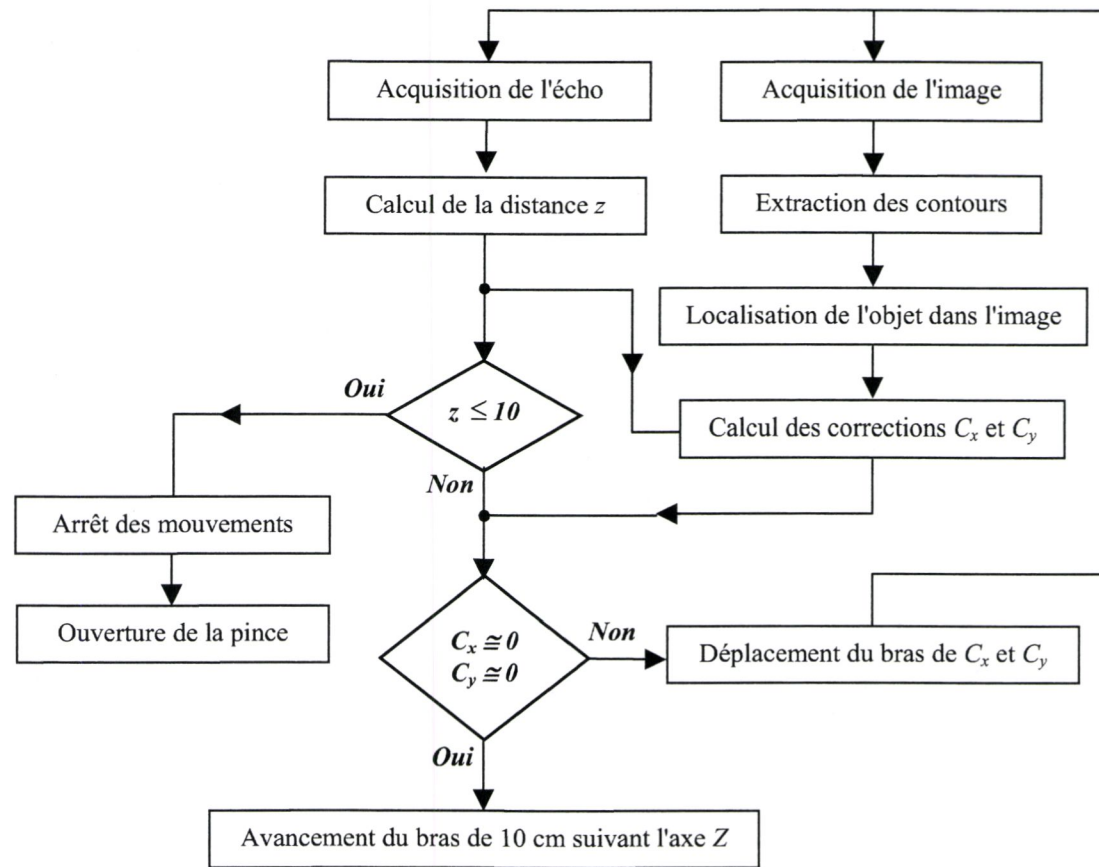 Acquisition de l'écho
Acquisition de l'image
Calcul de la distance z
Extraction des contours
Localisation de l'objet dans l'image
Oui
z ≤ 10
Calcul des corrections Cx et Cy
Non
Arrêt des mouvements
Ouverture de la pince
Cx ≅ 0
Cy ≅ 0
Non
Déplacement du bras de Cx et Cy
Oui
Avancement du bras de 10 cm suivant l'axe Z